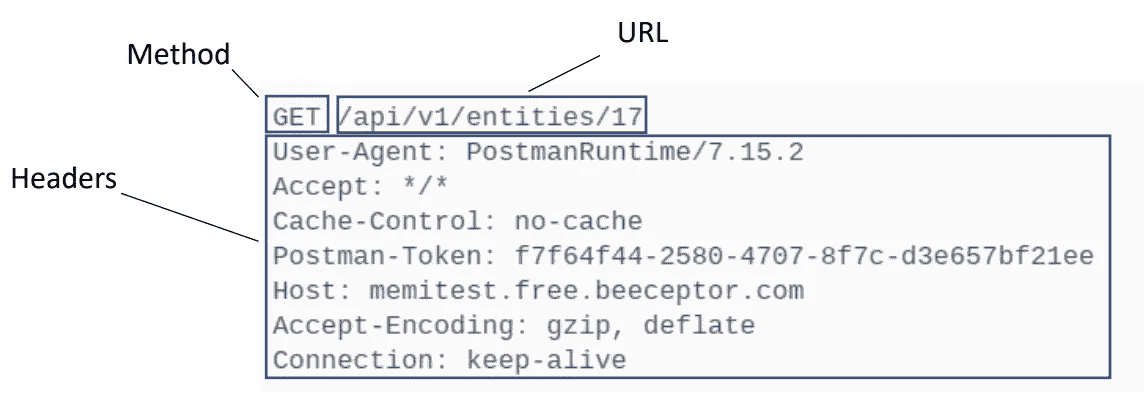 URL
Method
GET /api/v1/entities/17
User-Agent: PostmanRuntime/7.15.2
Headers
Accept: */*
Cache-Control: no-cache
Postman-Token: f7f64f44-2580-4707-8f7c-d3e657bf21ee
Host: memitest.free.beeceptor.com
Accept-Encoding: gzip, deflate
Connection: keep-alive